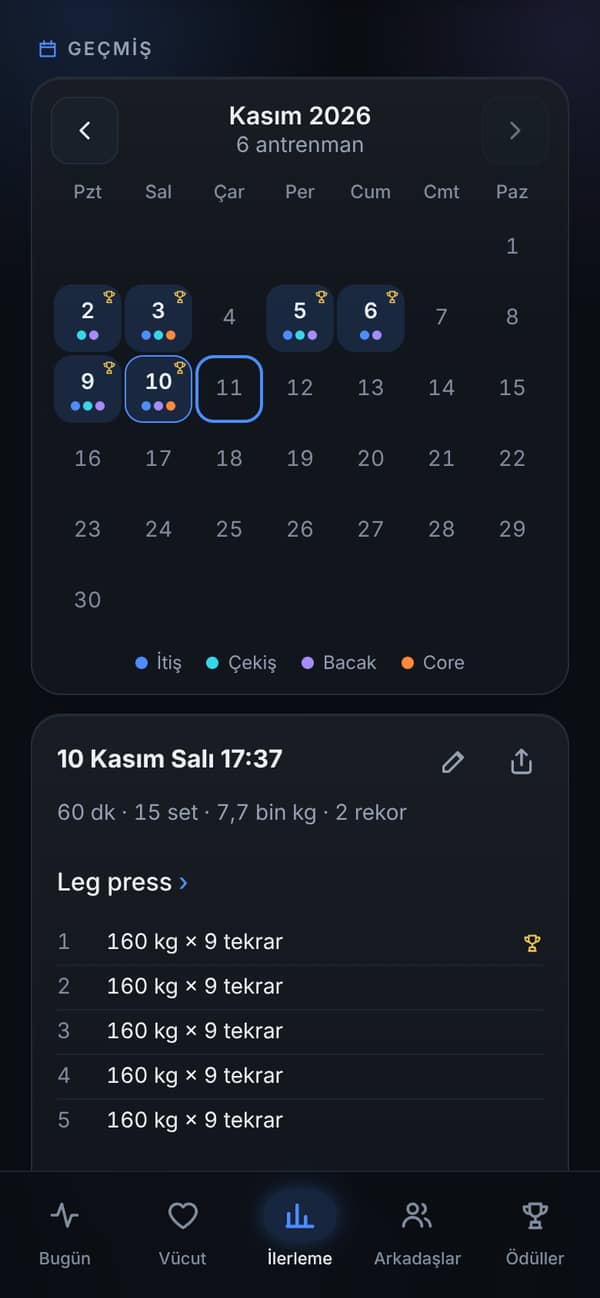 GEÇMİŞ
Kasım 2026
6 antrenman
Pzt Sal Çar Per Cum Cmt Paz
1
2 3 4 5 6 7 8
9 10 11 12 13 14 15
16 17 18 19 20 21 22
23 24 25 26 27 28 29
30
İtiş Çekiş Bacak Core
10 Kasım Salı 17:37
60 dk · 15 set · 7,7 bin kg · 2 rekor
Leg press ›
1 160 kg × 9 tekrar
2 160 kg × 9 tekrar
3 160 kg × 9 tekrar
4 160 kg × 9 tekrar
5 160 kg × 9 tekrar
Bugün Vücut İlerleme Arkadaşlar Ödüller